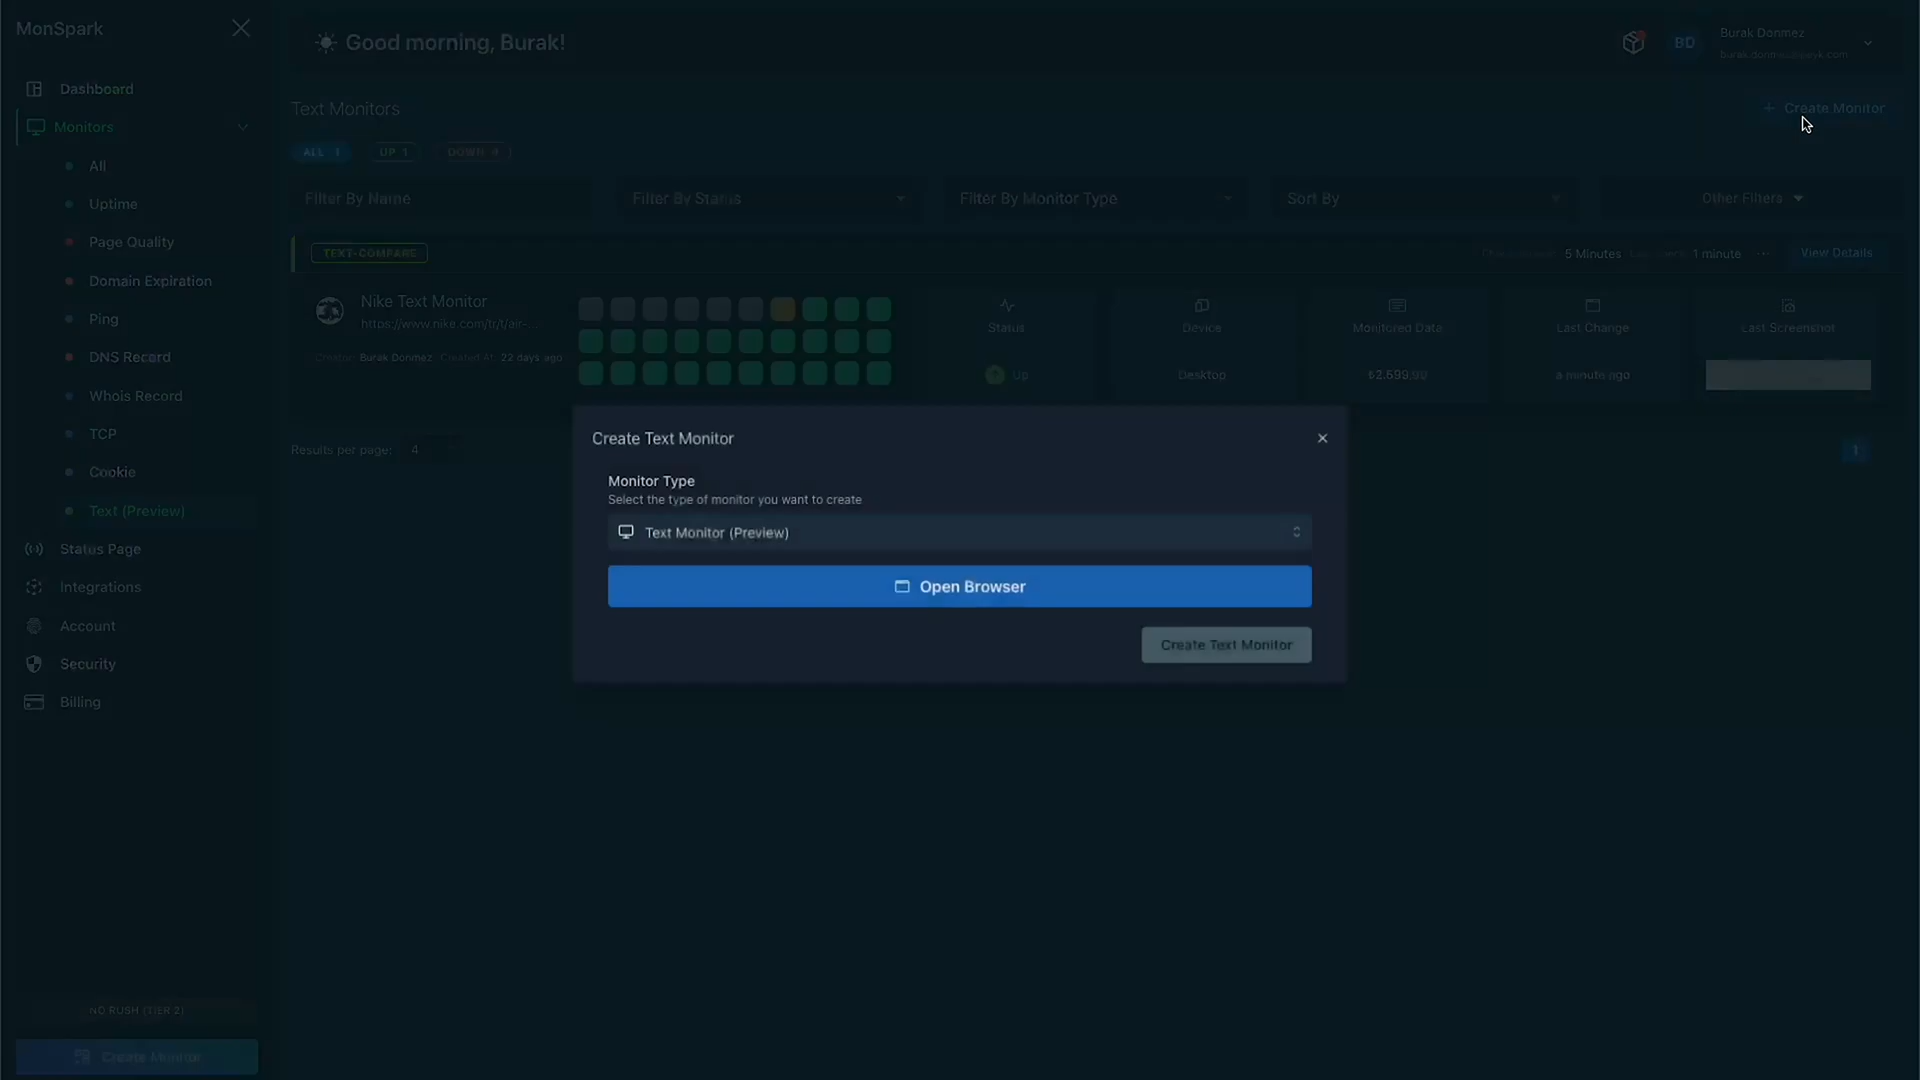 MonSpark
Good morning, Burak!
BD
Burak Donmez
Dashboard
Monitors
All
Uptime
Page Quality
Domain Expiration
Ping
DNS Record
Whois Record
TCP
Cookie
Text (Preview)
Status Page
Integrations
Account
Security
Billing
NO RUSH (TIER 2)
Create Monitor
Text Monitors
+ Create Monitor
ALL 1
UP 1
DOWN 0
Filter By Name
Filter By Status
Filter By Monitor Type
Sort By
Other Filters
TEXT-COMPARE
5 Minutes
1 minute
View Details
Nike Text Monitor
https://www.nike.com/tr/t/air-...
Creator: Burak Donmez Created At: 22 days ago
Status
Up
Device
Desktop
Monitored Data
₺2.599,90
Last Change
a minute ago
Last Screenshot
Results per page: 4
1
Create Text Monitor
Monitor Type
Select the type of monitor you want to create
Text Monitor (Preview)
Open Browser
Create Text Monitor